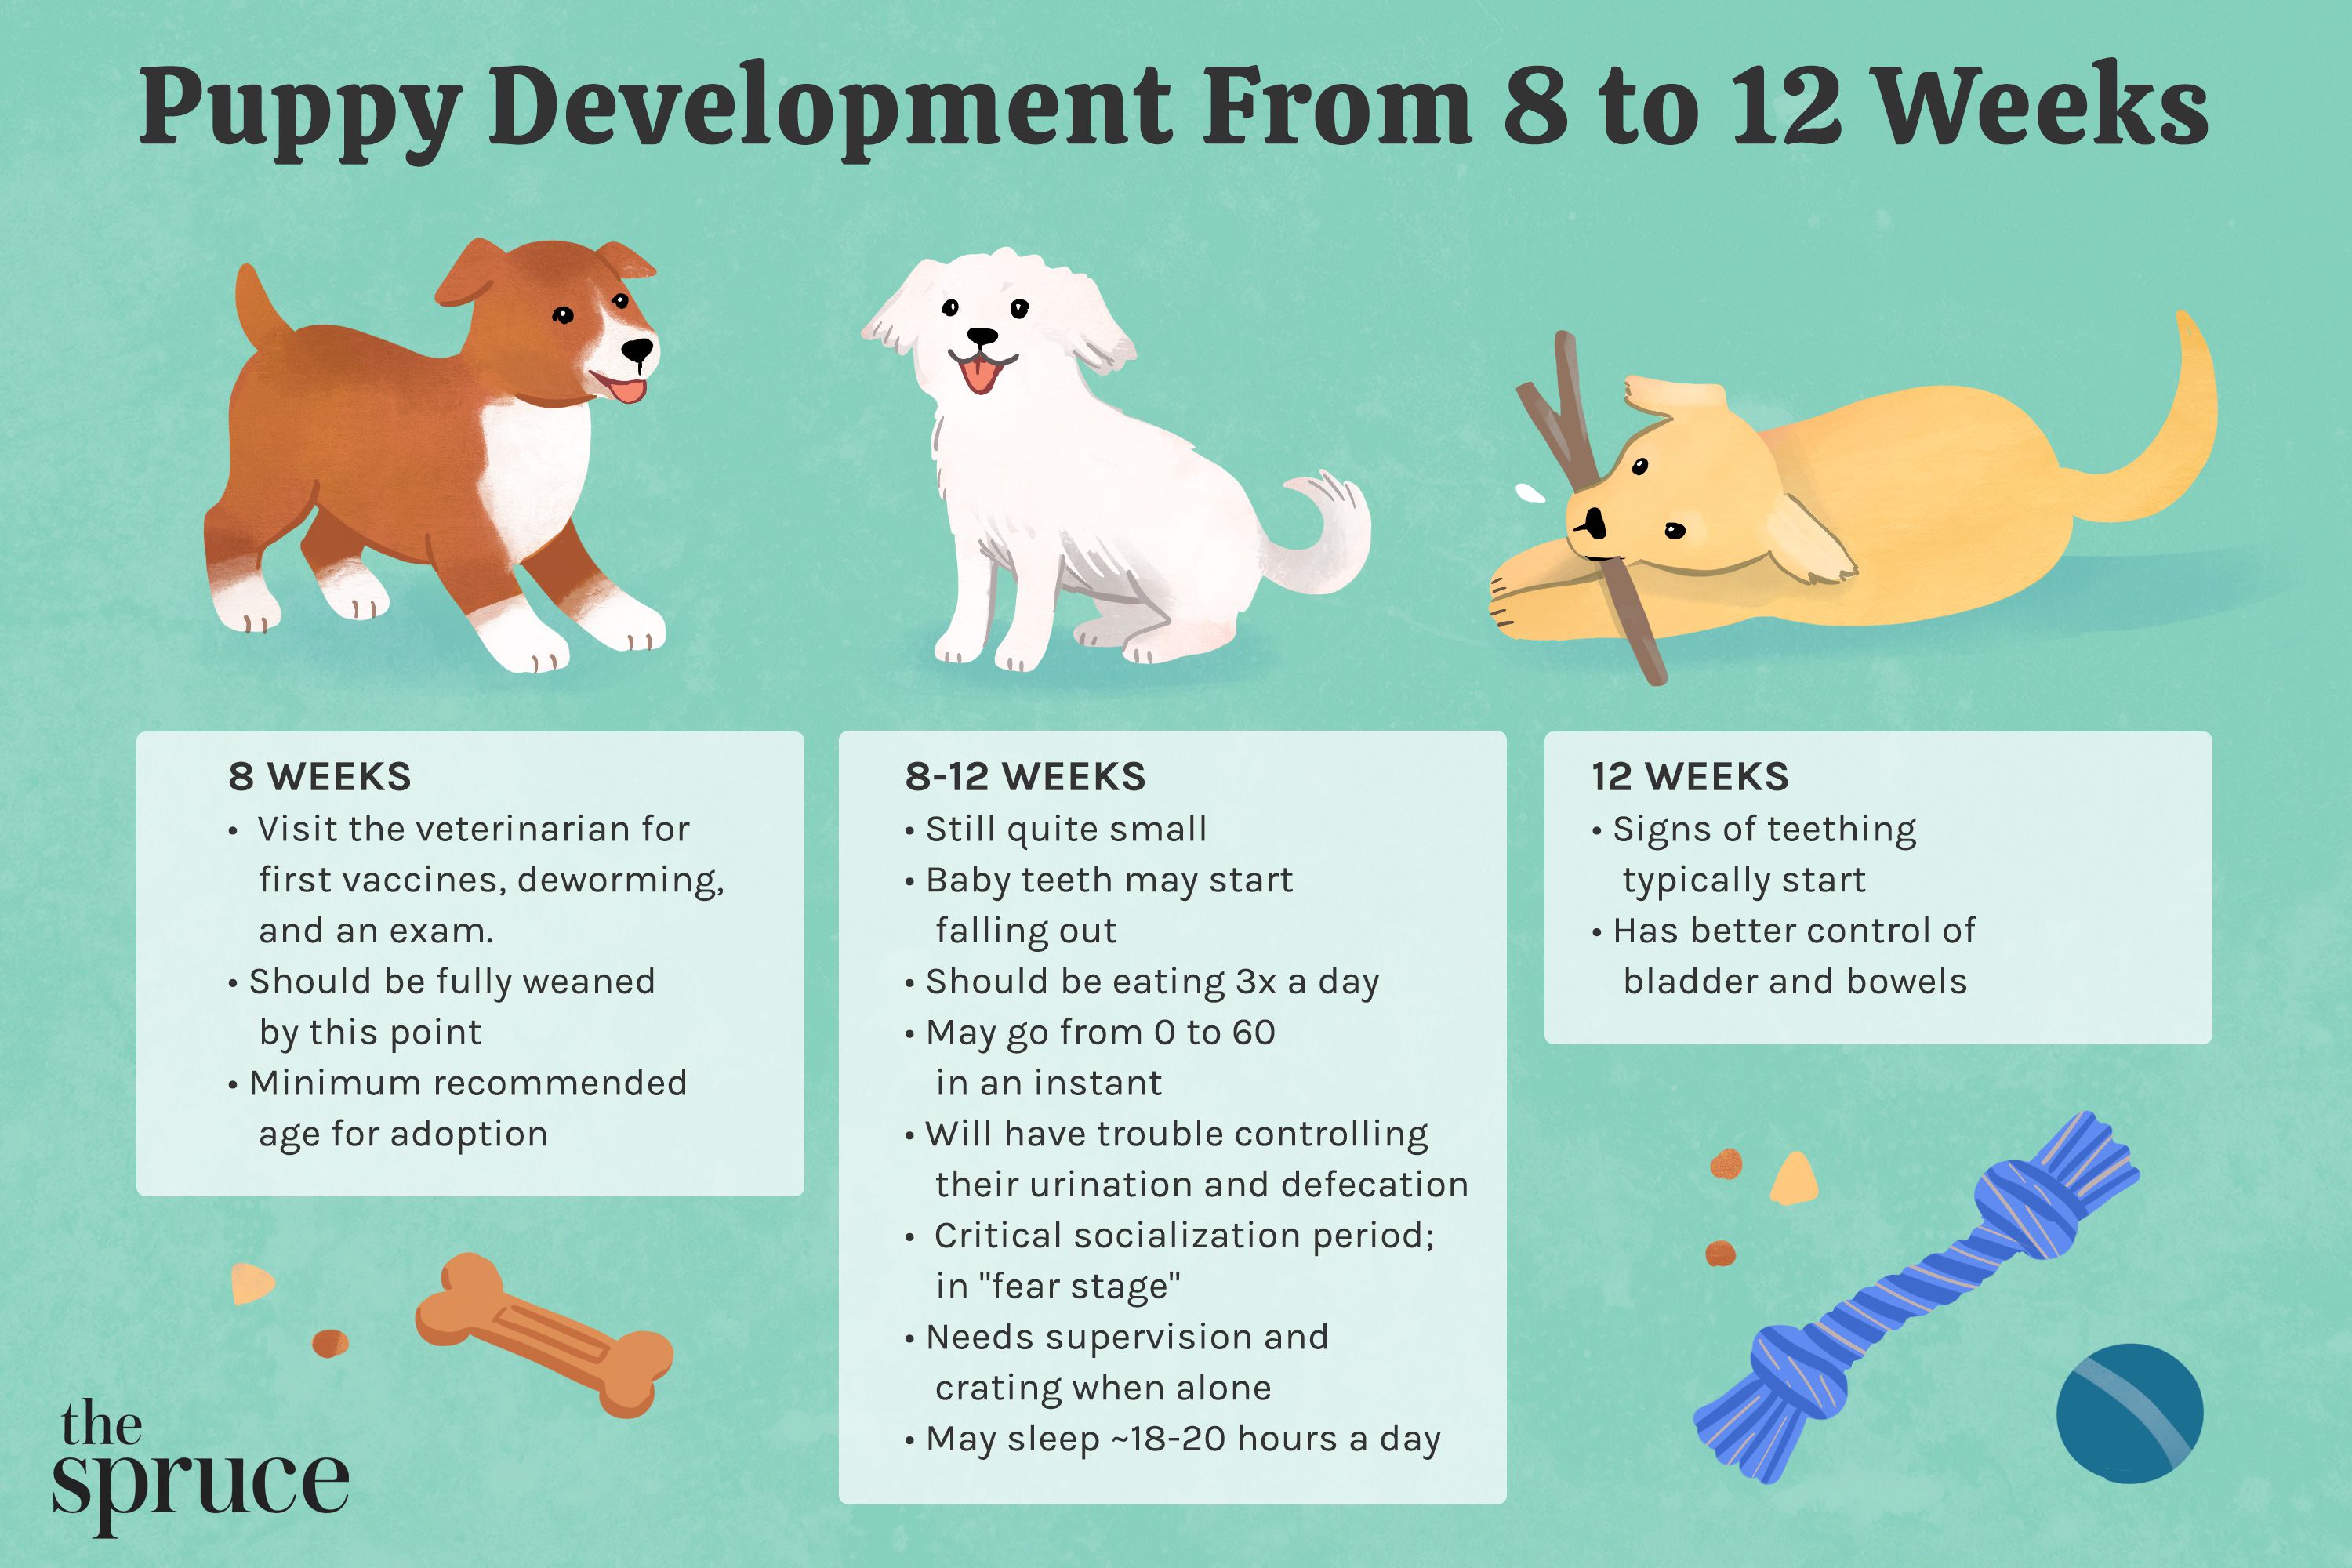 Puppy Development From 8 to 12 Weeks
8 WEEKS
• Visit the veterinarian for
first vaccines, deworming,
and an exam.
• Should be fully weaned
by this point
• Minimum recommended
age for adoption
8-12 WEEKS
• Still quite small
• Baby teeth may start
falling out
• Should be eating 3x a day
• May go from 0 to 60
in an instant
• Will have trouble controlling
their urination and defecation
• Critical socialization period;
in "fear stage"
• Needs supervision and
crating when alone
• May sleep ~18-20 hours a day
12 WEEKS
• Signs of teething
typically start
• Has better control of
bladder and bowels
the
spruce